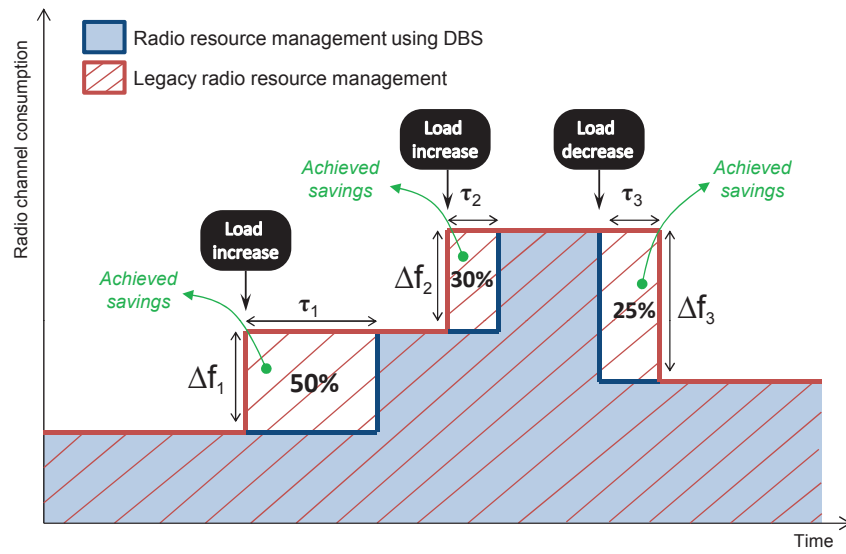 Radio channel consumption
Radio resource management using DBS
Legacy radio resource management
Load
increase
Load
decrease
Achieved
savings
τ2
τ3
Achieved
savings
Load
increase
Δf2
30%
25%
Δf3
Achieved
savings
τ1
Δf1
50%
Time